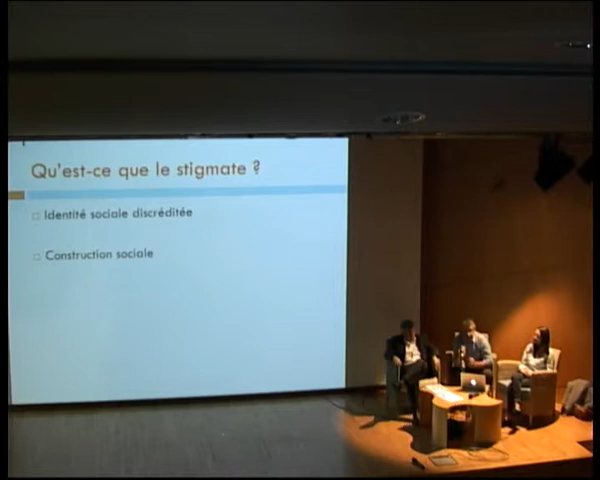 Qu'est-ce que le stigmate ?
Identité sociale discréditée
Construction sociale